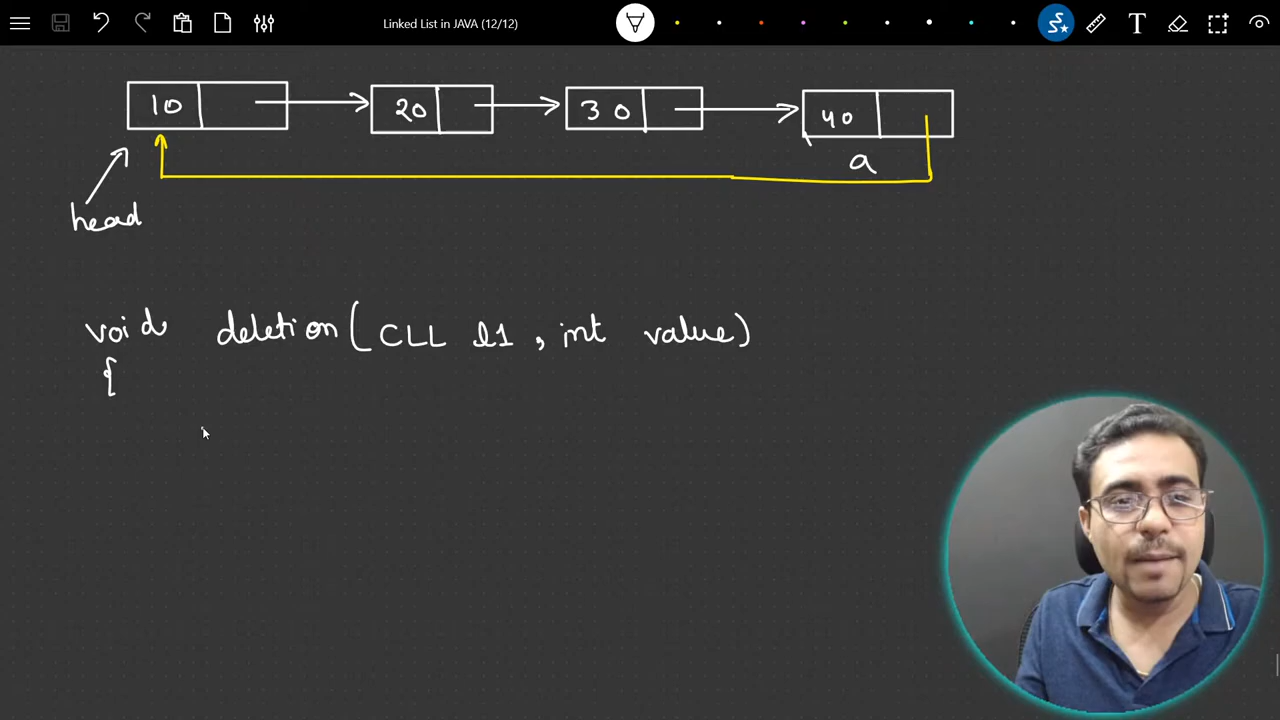 Linked List in JAVA (12/12)
T
10 20 30 40
a
head
void deletion(CLL l1, int value)
{